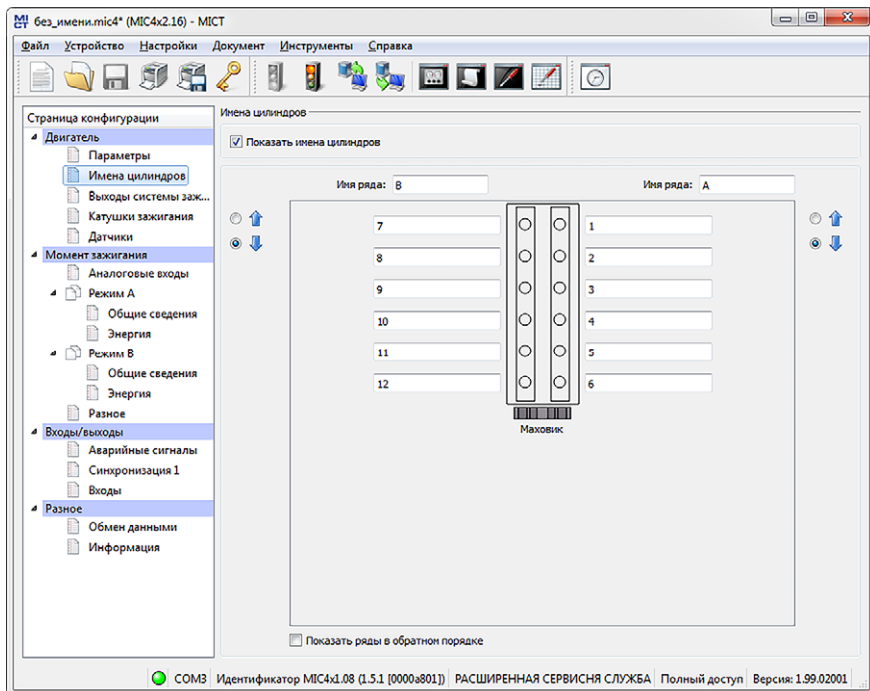 MICT без_имени.mic4* (MIC4x2.16) - MICT
Файл Устройство Настройки Документ Инструменты Справка
Страница конфигурации
Двигатель
Параметры
Имена цилиндров
Выходы системы заж...
Катушки зажигания
Датчики
Момент зажигания
Аналоговые входы
Режим А
Общие сведения
Энергия
Режим В
Общие сведения
Энергия
Разное
Входы/выходы
Аварийные сигналы
Синхронизация 1
Входы
Разное
Обмен данными
Информация
Имена цилиндров
Показать имена цилиндров
Имя ряда: B Имя ряда: A
7 1
8 2
9 3
10 4
11 5
12 6
Маховик
Показать ряды в обратном порядке
COM3 Идентификатор MIC4x1.08 (1.5.1 [0000a801]) РАСШИРЕННАЯ СЕРВИСНЯ СЛУЖБА Полный доступ Версия: 1.99.02001